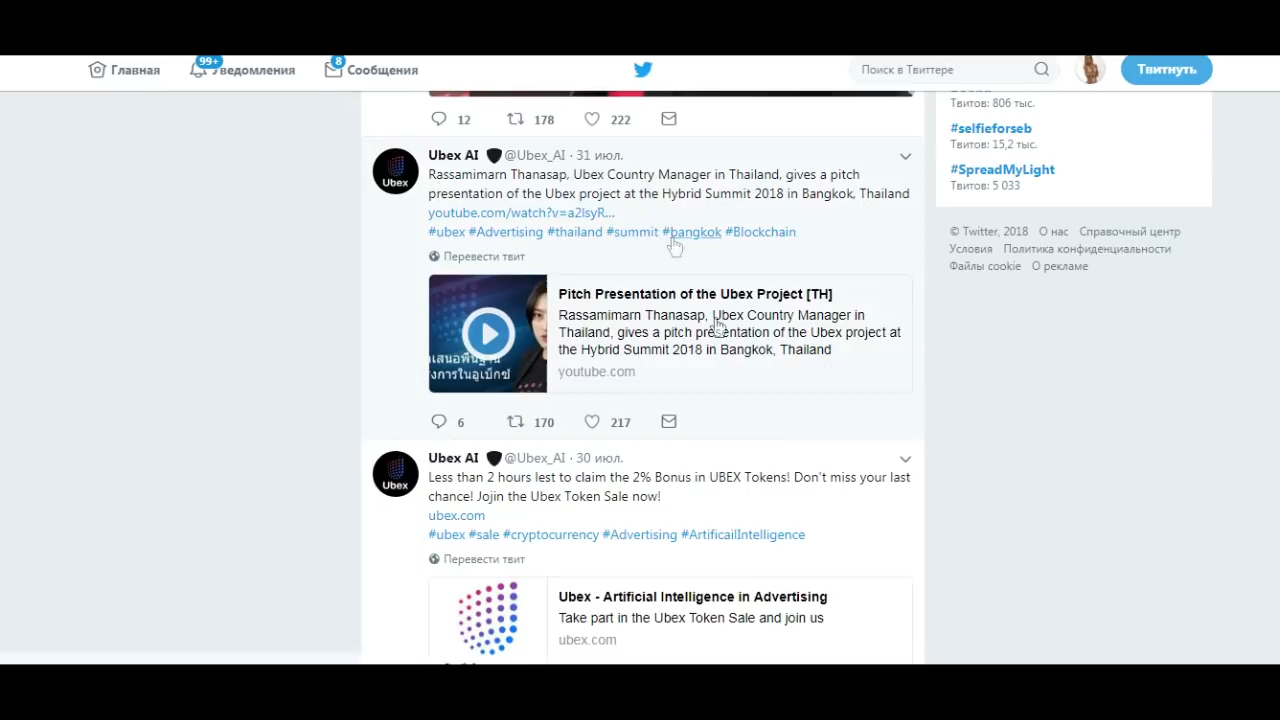 Главная
99+
Уведомления
8
Сообщения
Поиск в Твиттере
Твитнуть
Твитов: 806 тыс.
#selfieforseb
Твитов: 15,2 тыс.
#SpreadMyLight
Твитов: 5 033
© Twitter, 2018 О нас Справочный центр
Условия Политика конфиденциальности
Файлы cookie О рекламе
12 178 222
Ubex AI @Ubex_AI · 31 июл.
Rassamimarn Thanasap, Ubex Country Manager in Thailand, gives a pitch
presentation of the Ubex project at the Hybrid Summit 2018 in Bangkok, Thailand
youtube.com/watch?v=a2lsyR...
#ubex #Advertising #thailand #summit #bangkok #Blockchain
Перевести твит
Pitch Presentation of the Ubex Project [TH]
Rassamimarn Thanasap, Ubex Country Manager in
Thailand, gives a pitch presentation of the Ubex project at
the Hybrid Summit 2018 in Bangkok, Thailand
youtube.com
6 170 217
Ubex
Ubex AI @Ubex_AI · 30 июл.
Less than 2 hours lest to claim the 2% Bonus in UBEX Tokens! Don't miss your last
chance! Jojin the Ubex Token Sale now!
ubex.com
#ubex #sale #cryptocurrency #Advertising #ArtificailIntelligence
Перевести твит
Ubex
Ubex - Artificial Intelligence in Advertising
Take part in the Ubex Token Sale and join us
ubex.com